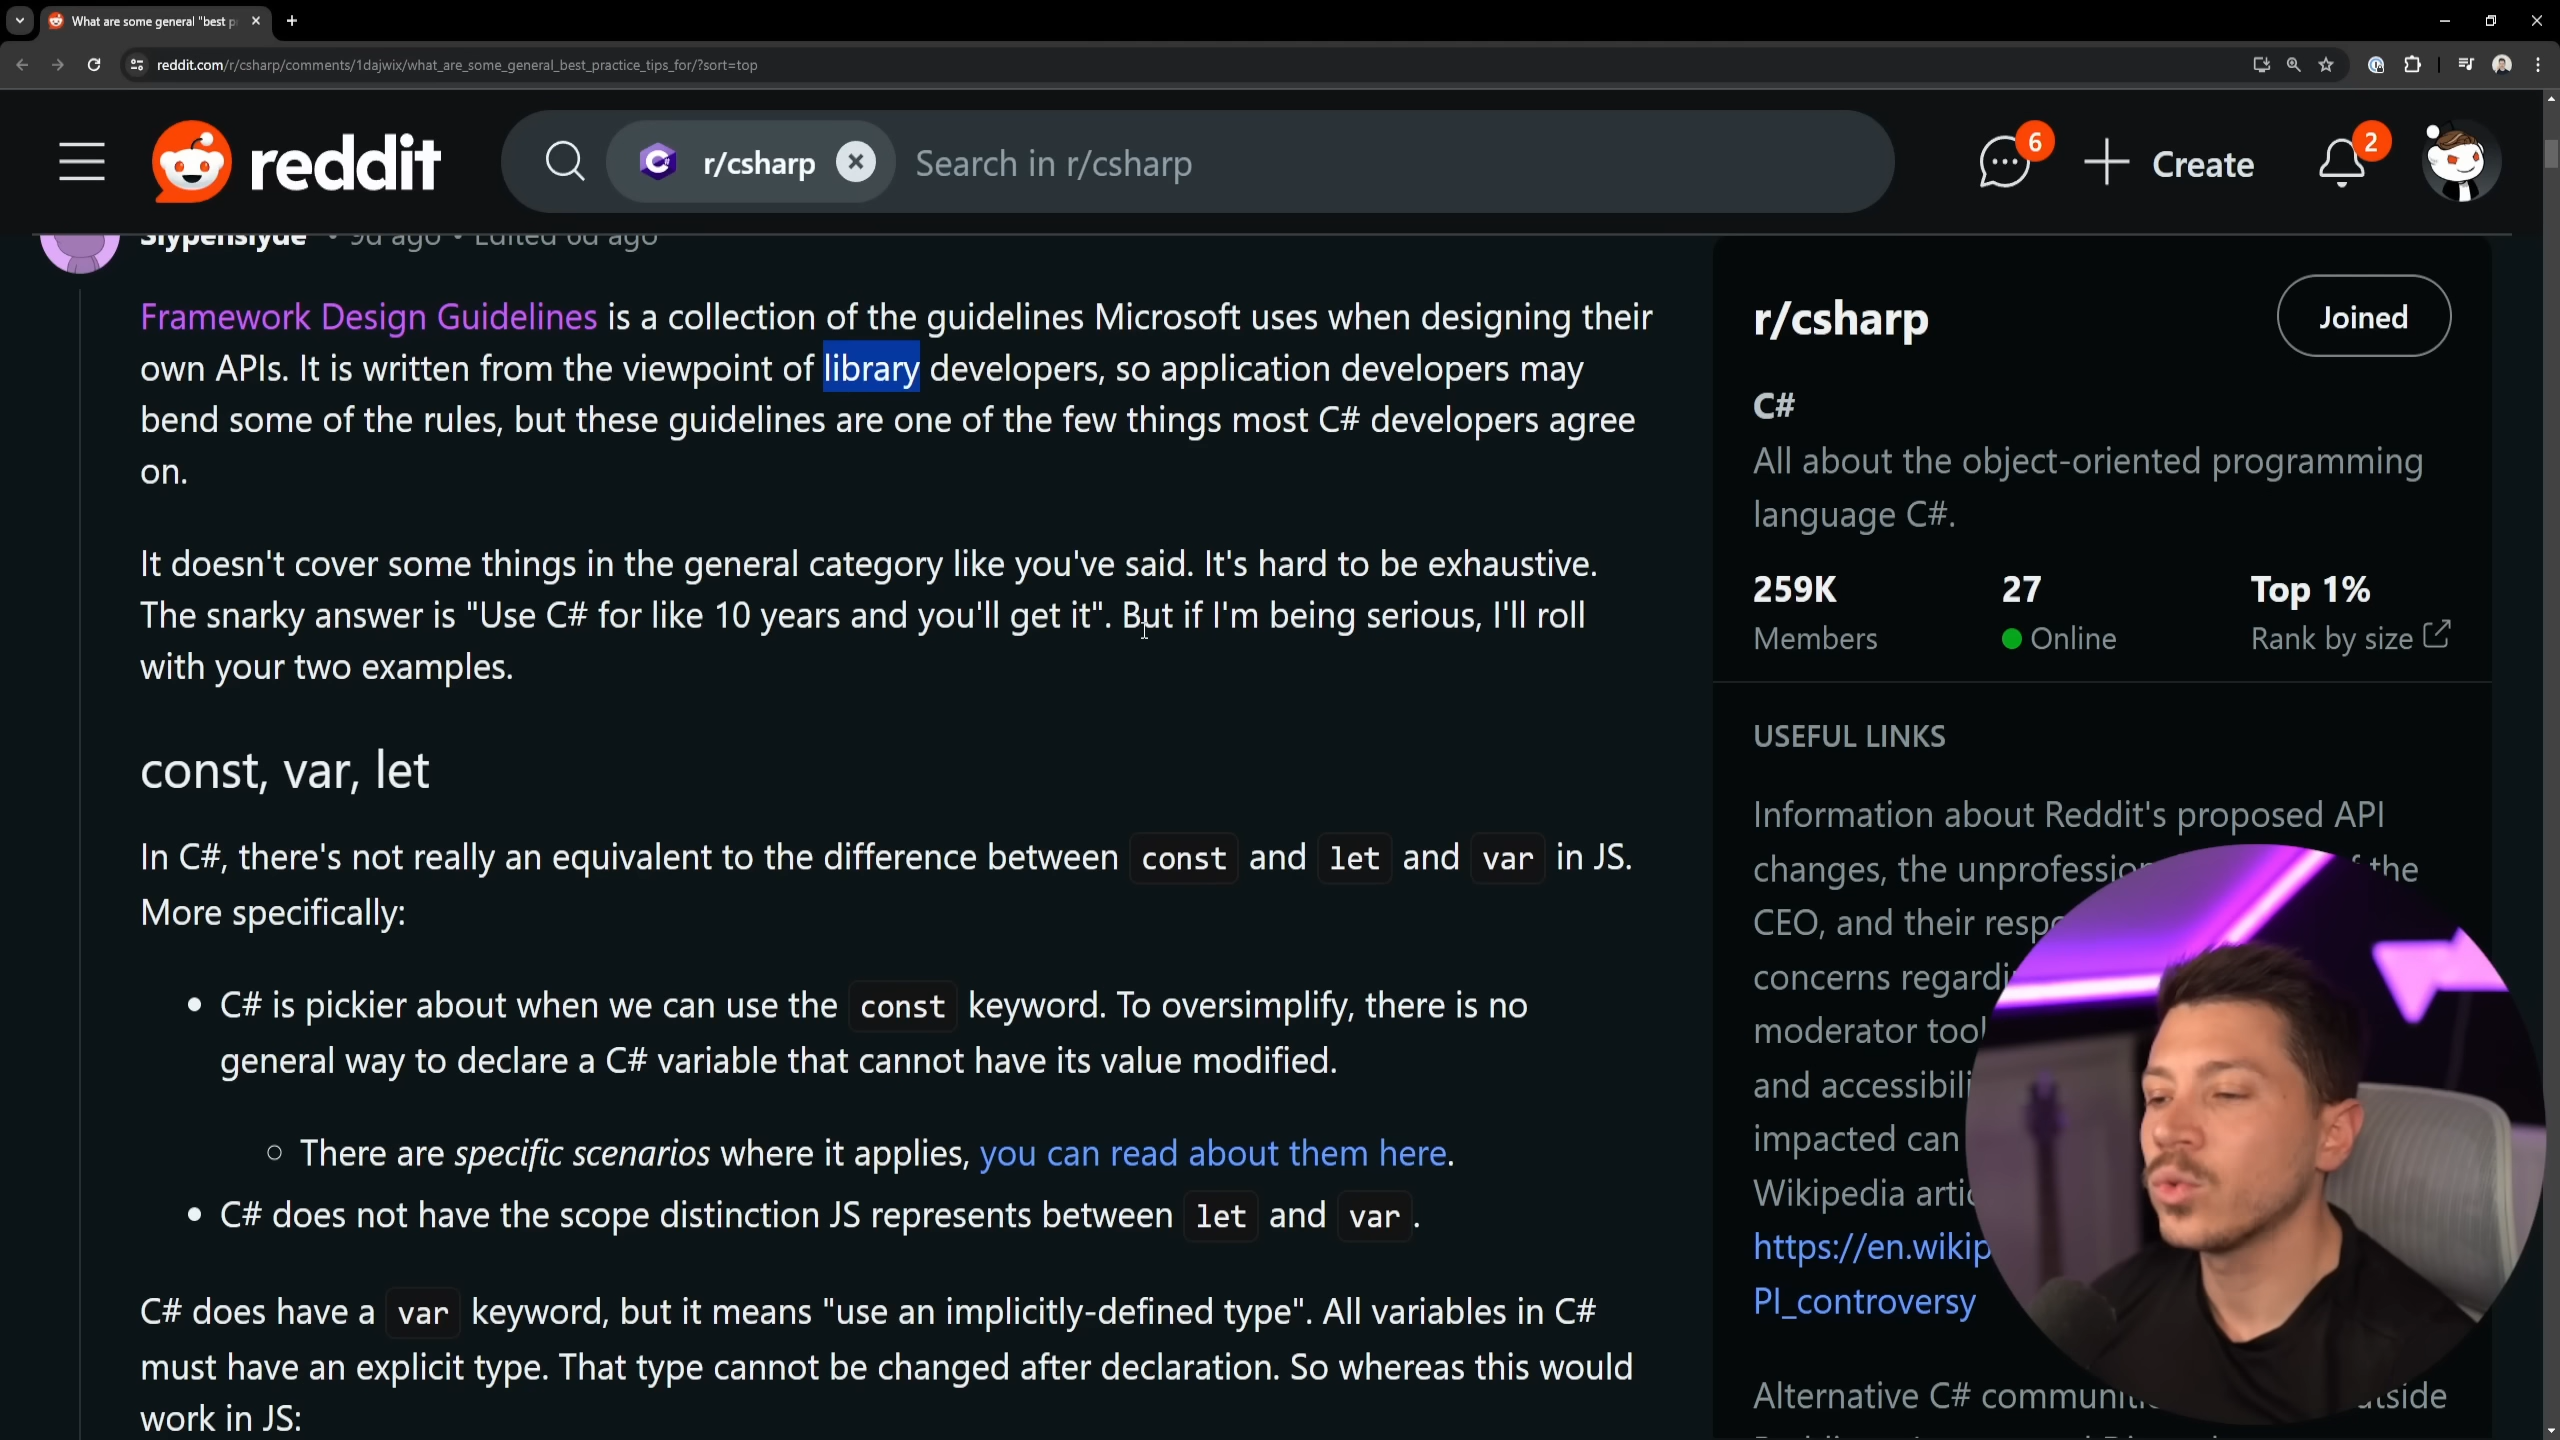 What are some general "best p
reddit.com/r/csharp/comments/1dajwix/what_are_some_general_best_practice_tips_for/?sort=top
reddit
r/csharp
Search in r/csharp
6
Create
2
Slypenslyde • 9d ago • Edited 6d ago
Framework Design Guidelines is a collection of the guidelines Microsoft uses when designing their
own APIs. It is written from the viewpoint of library developers, so application developers may
bend some of the rules, but these guidelines are one of the few things most C# developers agree
on.
It doesn't cover some things in the general category like you've said. It's hard to be exhaustive.
The snarky answer is "Use C# for like 10 years and you'll get it". But if I'm being serious, I'll roll
with your two examples.
const, var, let
In C#, there's not really an equivalent to the difference between const and let and var in JS.
More specifically:
• C# is pickier about when we can use the const keyword. To oversimplify, there is no
general way to declare a C# variable that cannot have its value modified.
○ There are specific scenarios where it applies, you can read about them here.
• C# does not have the scope distinction JS represents between let and var.
C# does have a var keyword, but it means "use an implicitly-defined type". All variables in C#
must have an explicit type. That type cannot be changed after declaration. So whereas this would
work in JS:
r/csharp
Joined
C#
All about the object-oriented programming
language C#.
259K
27
Top 1%
Members
Online
Rank by size
USEFUL LINKS
Information about Reddit's proposed API
changes, the unprofession the
CEO, and their resp
concerns regardi
moderator tool
and accessibili
impacted can
Wikipedia artic
https://en.wikip
PI_controversy
Alternative C# communi tside